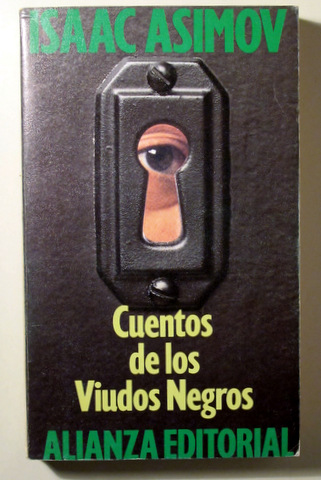 ISAAC ASIMOV
Cuentos
de los
Viudos Negros
ALIANZA EDITORIAL